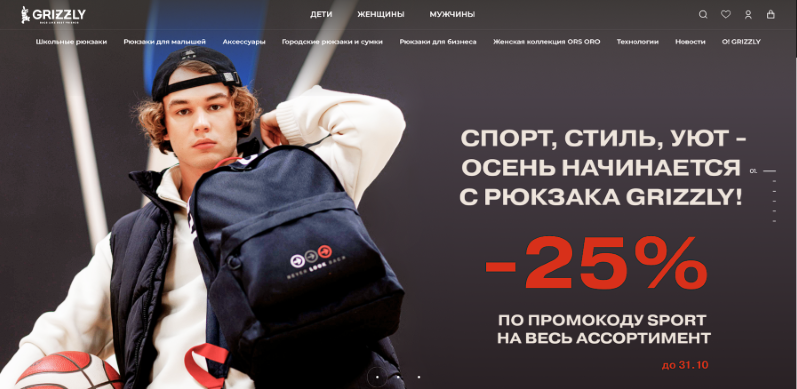 GRIZZLY
ДЕТИ
ЖЕНЩИНЫ
МУЖЧИНЫ
Школьные рюкзаки
Рюкзаки для малышей
Аксессуары
Городские рюкзаки и сумки
Рюкзаки для бизнеса
Женская коллекция ORS ORO
Технологии
Новости
О! GRIZZLY
СПОРТ, СТИЛЬ, УЮТ -
ОСЕНЬ НАЧИНАЕТСЯ
С РЮКЗАКА GRIZZLY!
01.
-25%
NEVER LOOK BACK
ПО ПРОМОКОДУ SPORT
НА ВЕСЬ АССОРТИМЕНТ
до 31.10